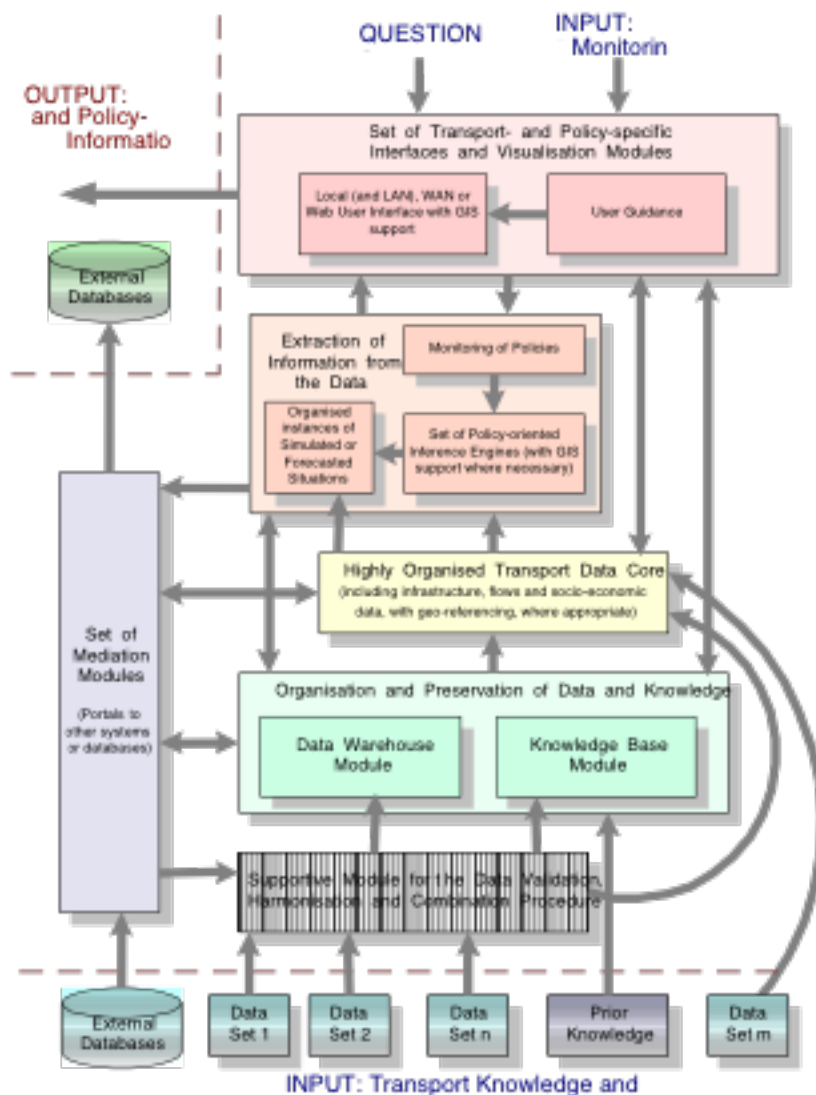 QUESTION
INPUT:
Monitorin
OUTPUT:
and Policy-
Informatio
Set of Transport- and Policy-specific
Interfaces and Visualisation Modules
Local (and LAN), WAN or
Web User Interface with GIS
support
User Guidance
External
Databases
Extraction of
Information from
the Data
Monitoring of Policies
Organised
instances of
Simulated or
Forecasted
Situations
Set of Policy-oriented
Inference Engines (with GIS
support where necessary)
Highly Organised Transport Data Core
(including infrastructure, flows and socio-economic
data, with geo-referencing, where appropriate)
Set of
Mediation
Modules
(Portals to
other systems
or databases)
Organisation and Preservation of Data and Knowledge
Data Warehouse
Module
Knowledge Base
Module
Supportive Module for the Data Validation,
Harmonisation and Combination Procedure
External
Databases
Data
Set 1
Data
Set 2
Data
Set n
Prior
Knowledge
Data
Set m
INPUT: Transport Knowledge and